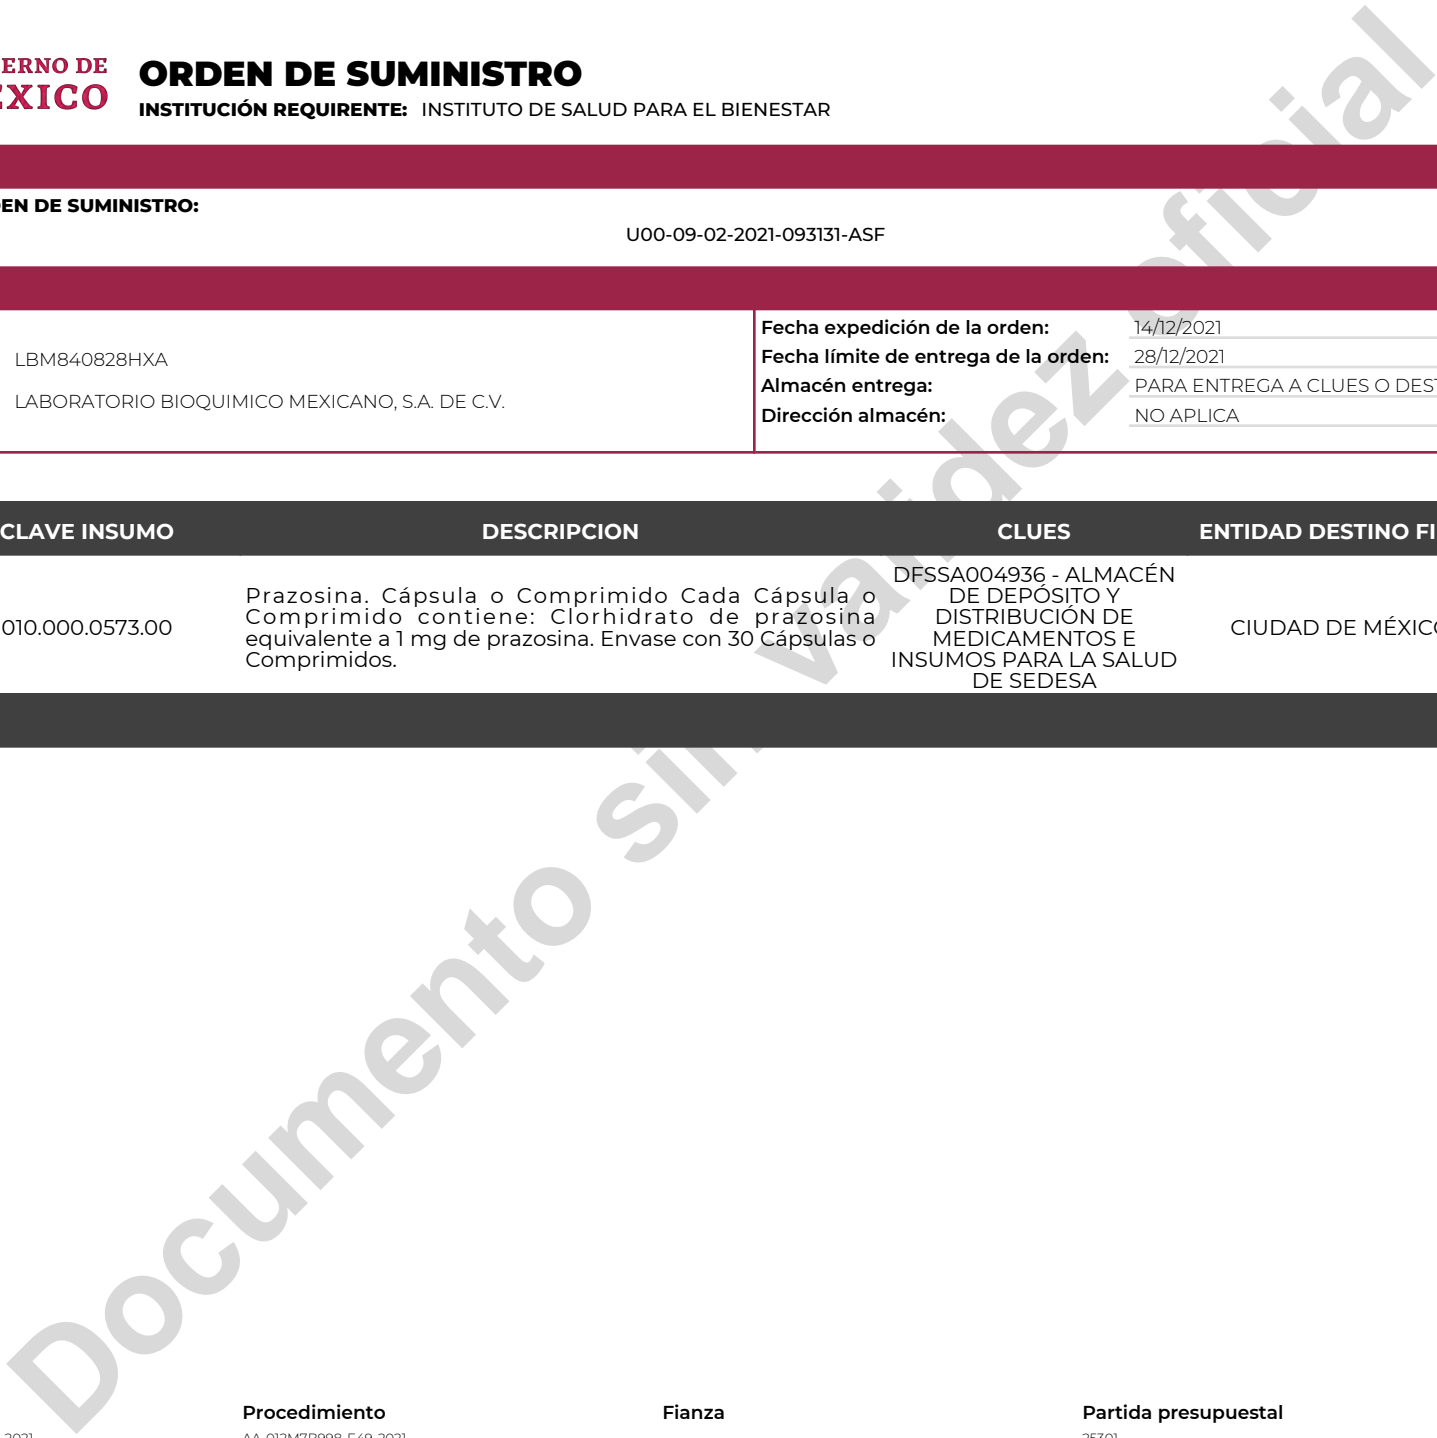 ERNO DE
ÉXICO
ORDEN DE SUMINISTRO
INSTITUCIÓN REQUIRENTE: INSTITUTO DE SALUD PARA EL BIENESTAR
EN DE SUMINISTRO:
U00-09-02-2021-093131-ASF
LBM840828HXA
LABORATORIO BIOQUIMICO MEXICANO, S.A. DE C.V.
Fecha expedición de la orden: 14/12/2021
Fecha límite de entrega de la orden: 28/12/2021
Almacén entrega: PARA ENTREGA A CLUES O DEST
Dirección almacén: NO APLICA
CLAVE INSUMO DESCRIPCION CLUES ENTIDAD DESTINO FI
010.000.0573.00
Prazosina. Cápsula o Comprimido Cada Cápsula o
Comprimido contiene: Clorhidrato de prazosina
equivalente a 1 mg de prazosina. Envase con 30 Cápsulas o
Comprimidos.
DFSSA004936 - ALMACÉN
DE DEPÓSITO Y
DISTRIBUCIÓN DE
MEDICAMENTOS E
INSUMOS PARA LA SALUD
DE SEDESA
CIUDAD DE MÉXICO
Documento sin validez oficial
Procedimiento Fianza Partida presupuestal